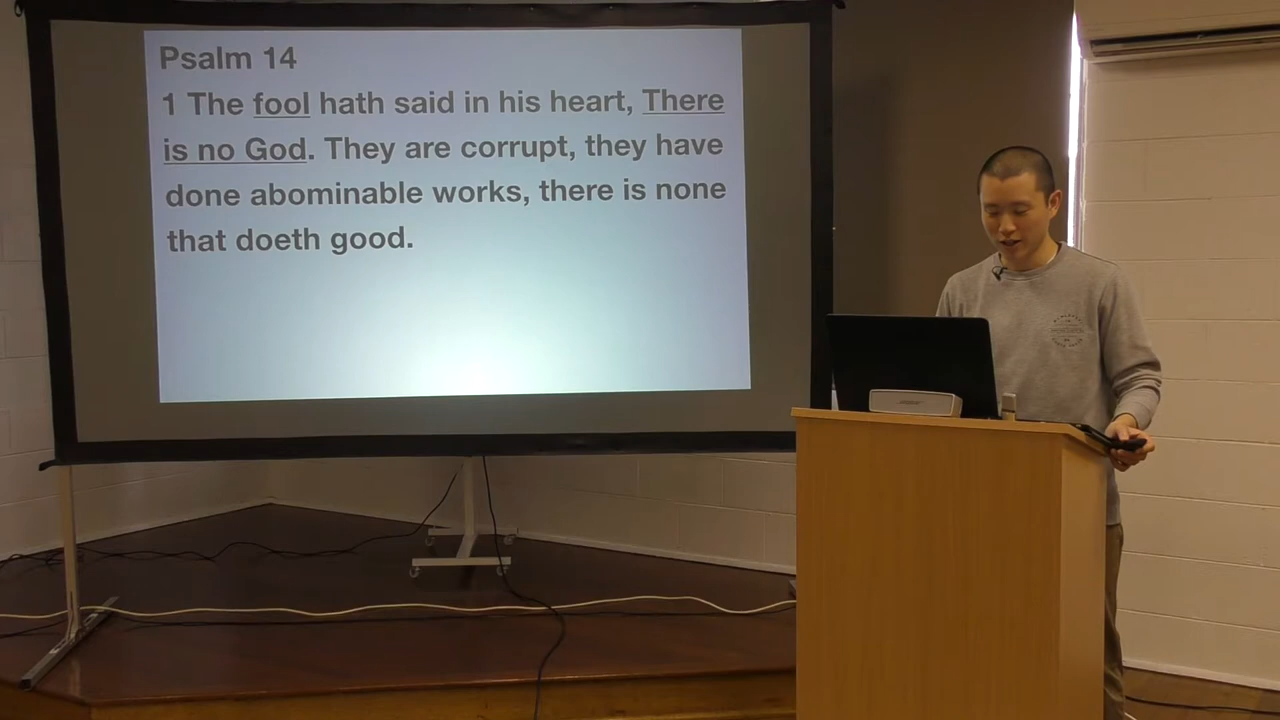 Psalm 14
1 The fool hath said in his heart, There
is no God. They are corrupt, they have
done abominable works, there is none
that doeth good.